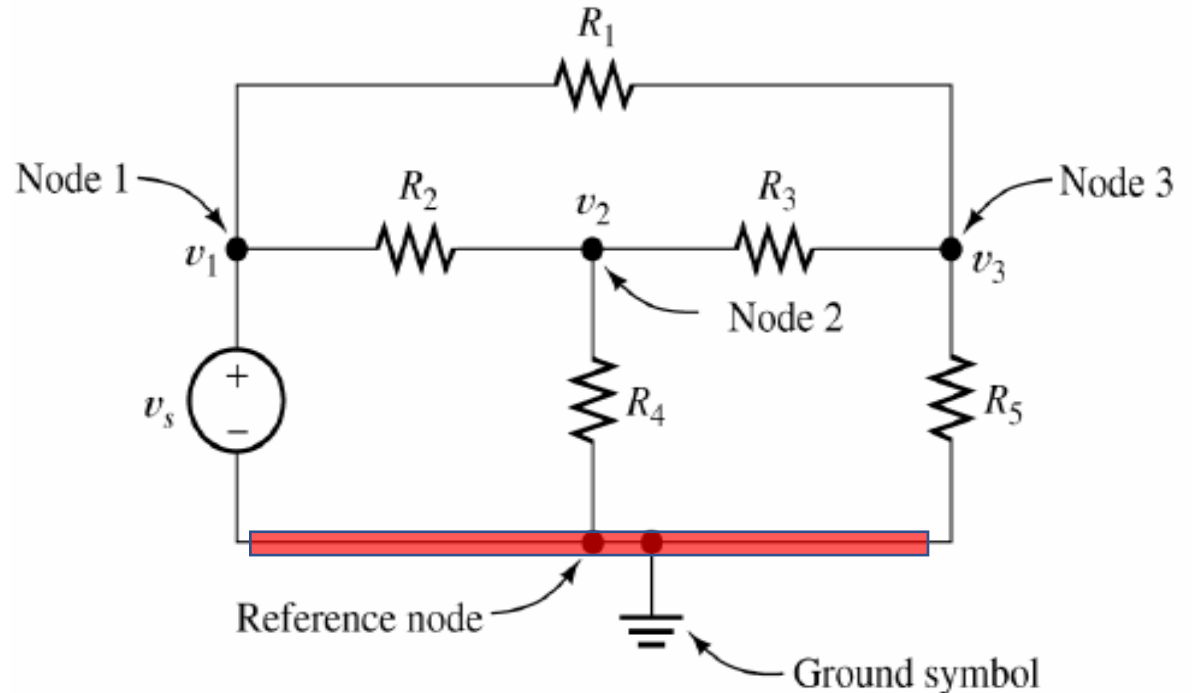 R1
Node 1
R2
v2
R3
Node 3
v1
v3
Node 2
+
vs
−
R4
R5
Reference node
Ground symbol